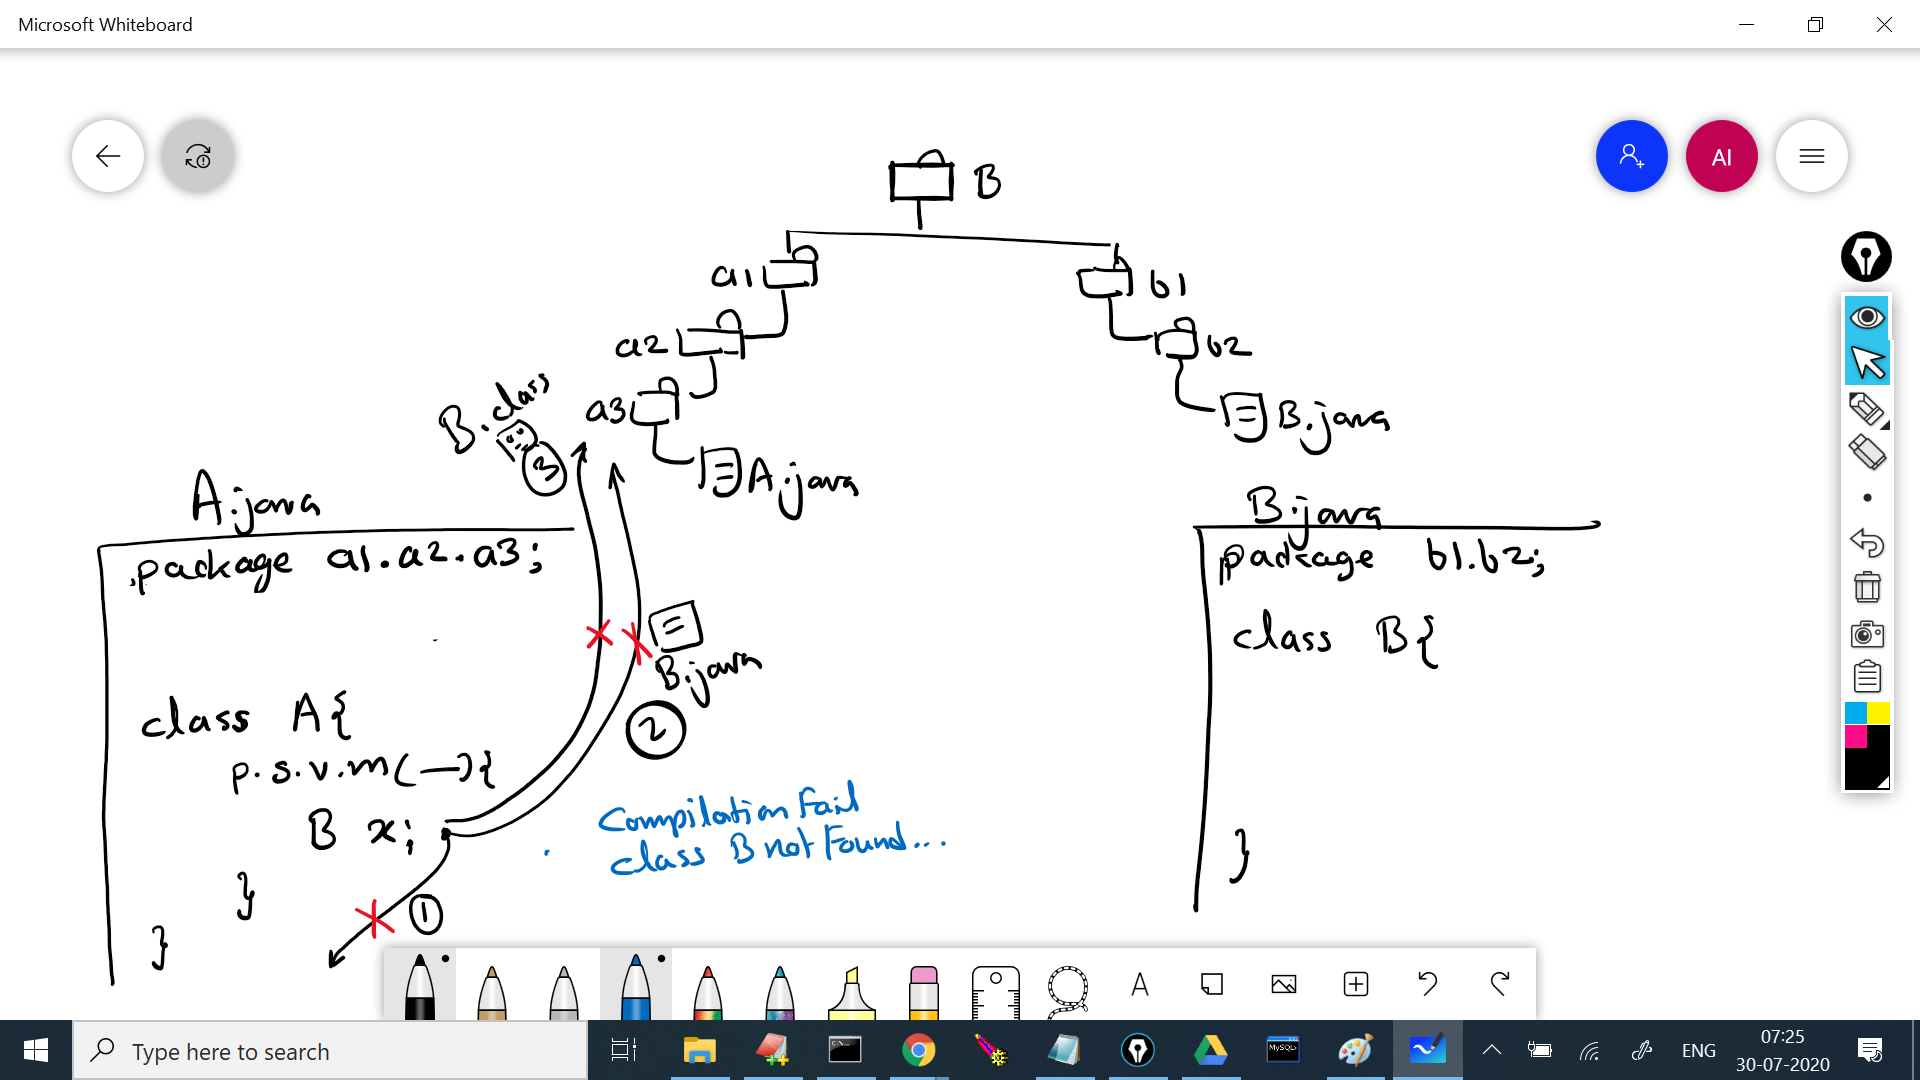 Microsoft Whiteboard
AI
B
a1
b1
a2
b2
a3
B.java
A.java
B.class
3
A.java
package a1.a2.a3;
class A{
p.s.v.m(—){
B x;
}
}
1
B.java
2
Compilation Fail
class B not Found...
B.java
package b1.b2;
class B{
}
A
Type here to search
C:\_
MySQL
ENG
07:25
30-07-2020